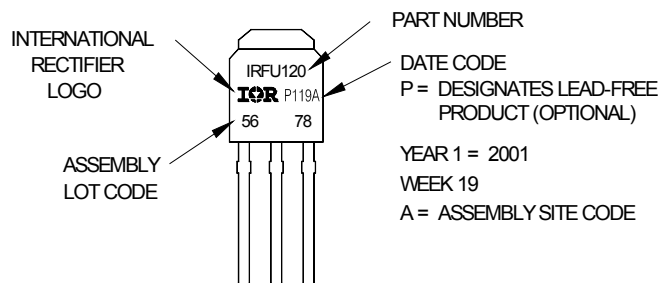 INTERNATIONAL
RECTIFIER
LOGO
ASSEMBLY
LOT CODE
IRFU120
IOR P119A
56 78
PART NUMBER
DATE CODE
P = DESIGNATES LEAD-FREE
PRODUCT (OPTIONAL)
YEAR 1 = 2001
WEEK 19
A = ASSEMBLY SITE CODE